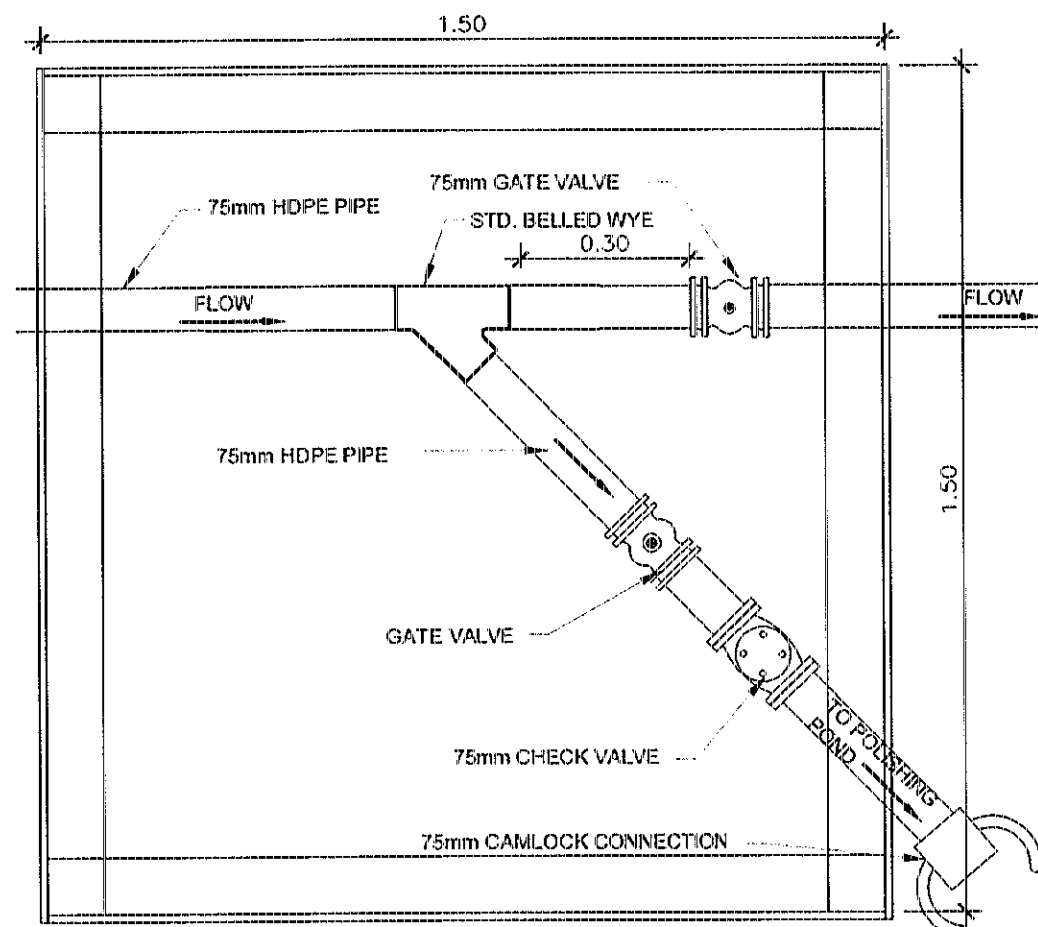 1.50
75mm GATE VALVE
75mm HDPE PIPE
STD. BELLED WYE
0.30
FLOW
FLOW
75mm HDPE PIPE
1.50
GATE VALVE
TO POLISHING
POND
75mm CHECK VALVE
75mm CAMLOCK CONNECTION